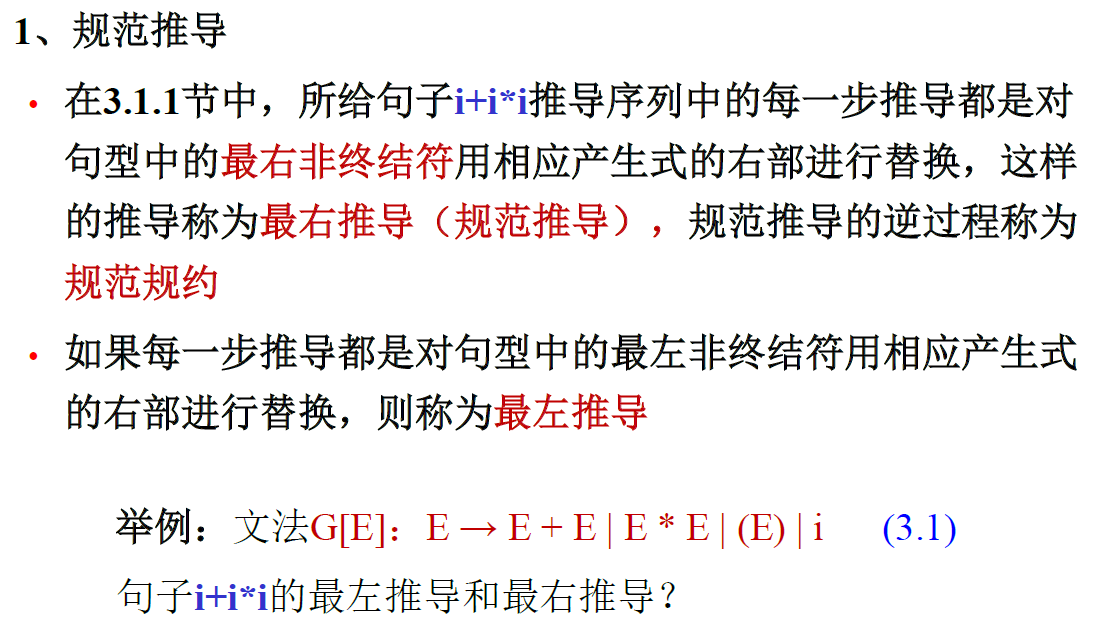 1、规范推导
• 在3.1.1节中，所给句子i+i*i推导序列中的每一步推导都是对
句型中的最右非终结符用相应产生式的右部进行替换，这样
的推导称为最右推导（规范推导），规范推导的逆过程称为
规范规约
• 如果每一步推导都是对句型中的最左非终结符用相应产生式
的右部进行替换，则称为最左推导
举例：文法G[E]：E → E + E | E * E | (E) | i (3.1)
句子i+i*i的最左推导和最右推导？